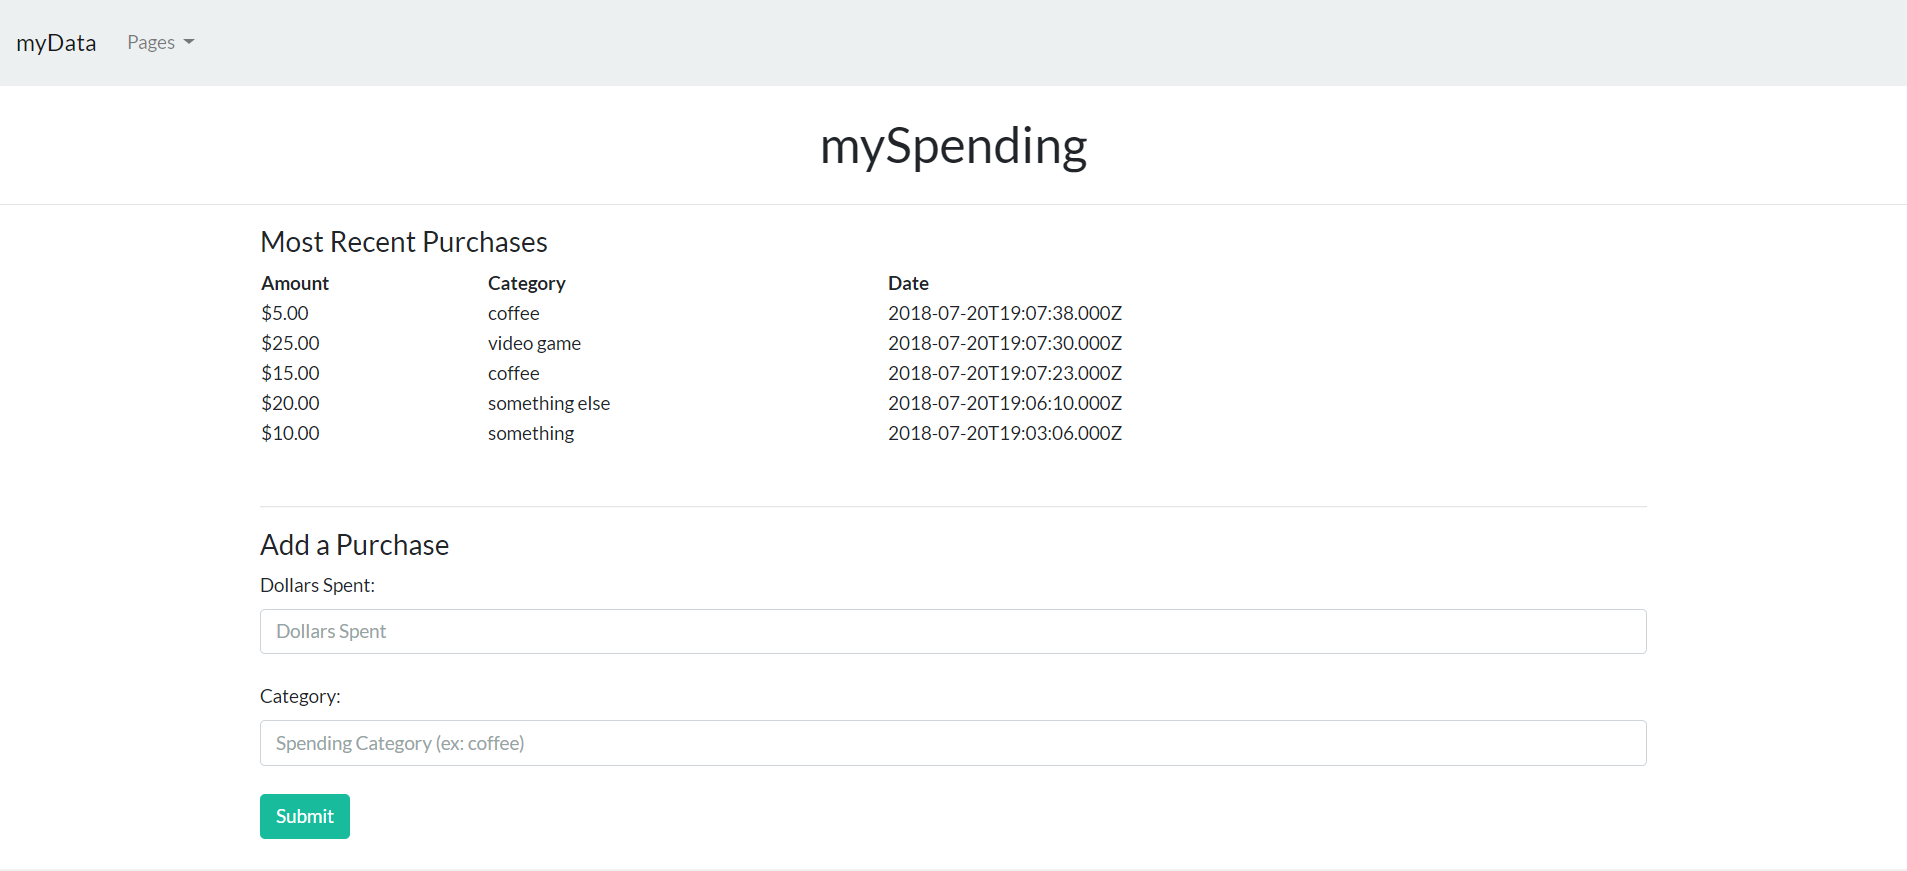 myData Pages
mySpending
Most Recent Purchases
Amount Category Date
$5.00 coffee 2018-07-20T19:07:38.000Z
$25.00 video game 2018-07-20T19:07:30.000Z
$15.00 coffee 2018-07-20T19:07:23.000Z
$20.00 something else 2018-07-20T19:06:10.000Z
$10.00 something 2018-07-20T19:03:06.000Z
Add a Purchase
Dollars Spent:
Dollars Spent
Category:
Spending Category (ex: coffee)
Submit